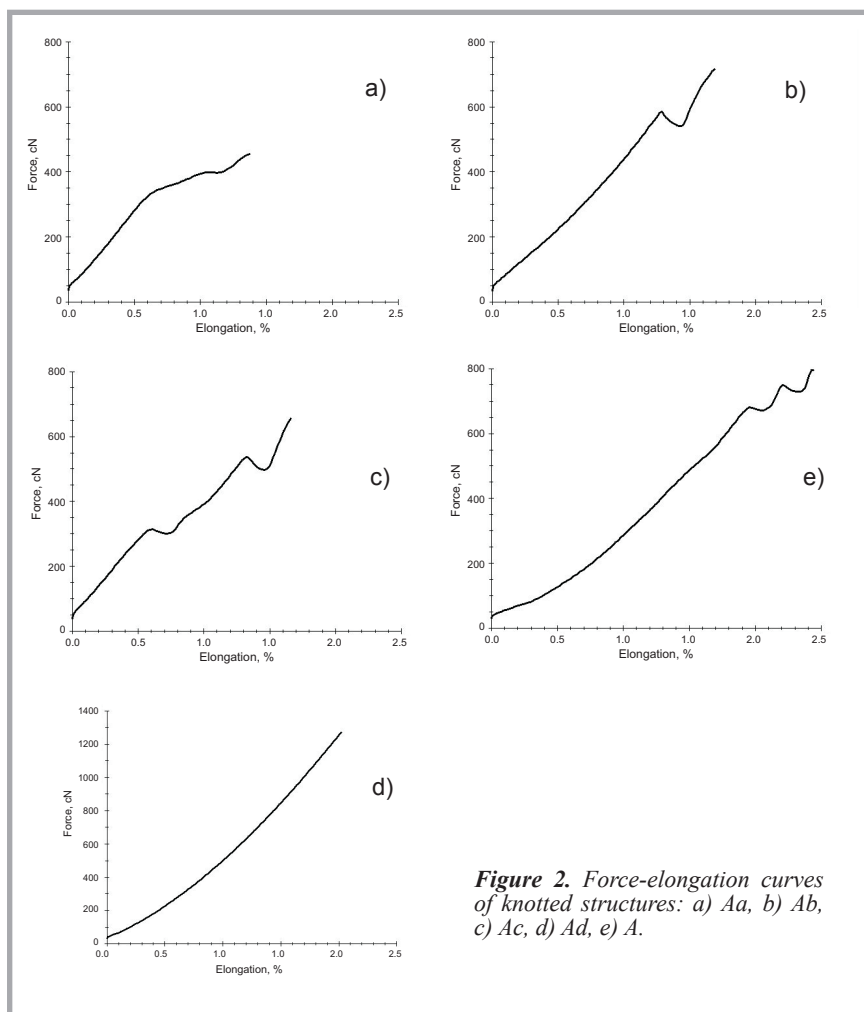 800
600
400
200
0
Force, cN
a)
0.0 0.5 1.0 1.0 2.0 2.5
Elongation, %
800
600
400
200
0
Force, cN
b)
0.0 0.5 1.0 1.0 2.0 2.5
Elongation, %
800
600
400
200
0
Force, cN
c)
0.0 0.5 1.0 1.0 2.0 2.5
Elongation, %
800
600
400
200
0
Force, cN
e)
0.0 0.5 1.0 1.0 2.0 2.5
Elongation, %
1400
1200
1000
800
600
400
200
0
Force, cN
d)
0.0 0.5 1.0 1.0 2.0 2.5
Elongation, %
Figure 2. Force-elongation curves
of knotted structures: a) Aa, b) Ab,
c) Ac, d) Ad, e) A.